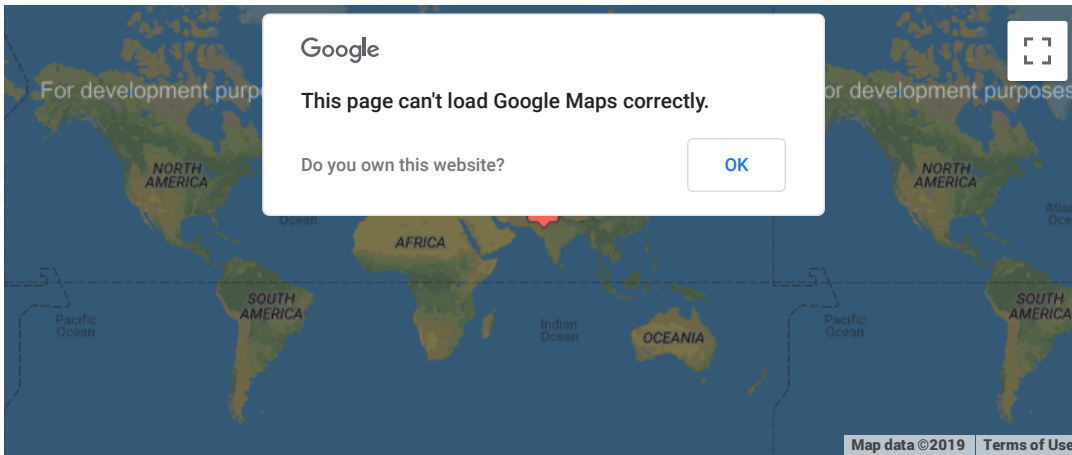 Google
For development purp
This page can't load Google Maps correctly.
or development purposes
Do you own this website?
OK
NORTH
AMERICA
NORTH
AMERICA
Ocean
Atla
AFRICA
SOUTH
AMERICA
SOUTH
AMERICA
Pacific
Ocean
Indian
Ocean
OCEANIA
Pacific
Ocean
Map data ©2019
Terms of Use